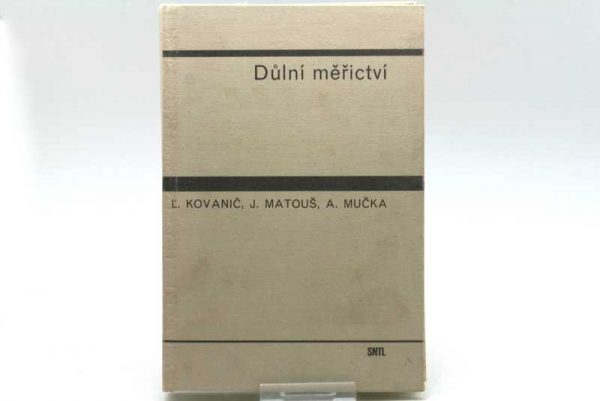 Důlní měřictví
Ľ. KOVANIČ, J. MATOUŠ, A. MUČKA
SNTL